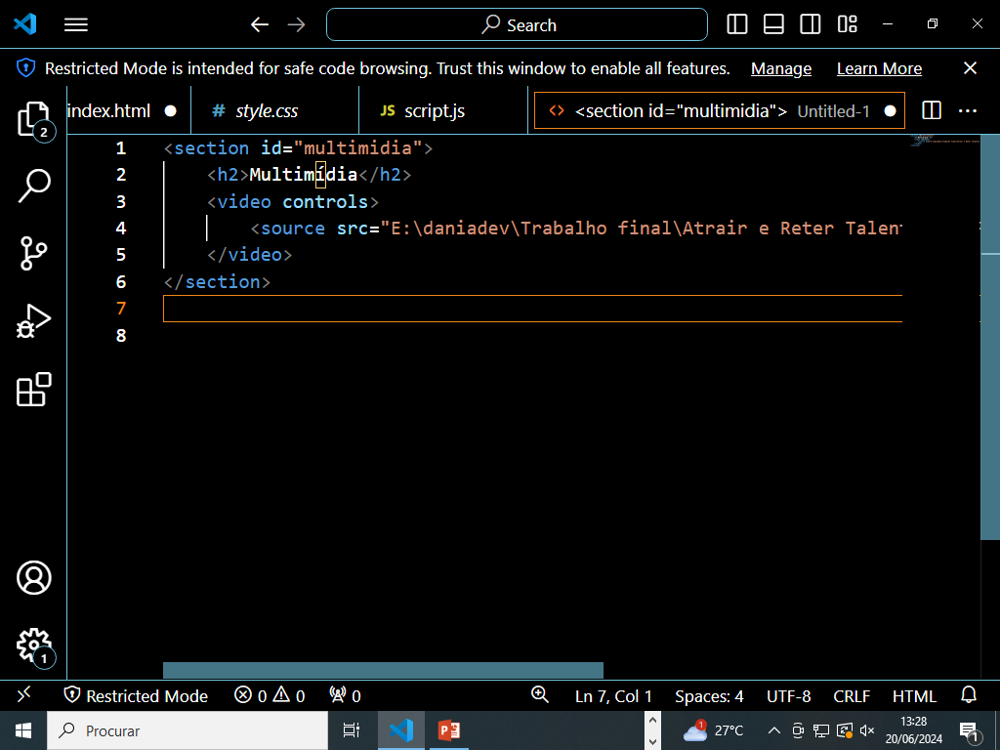 Search
Restricted Mode is intended for safe code browsing. Trust this window to enable all features. Manage Learn More
2
index.html # style.css JS script.js <> <section id="multimidia"> Untitled-1 ...
1 <section id="multimidia">
2 <h2>Multimídia</h2>
3 <video controls>
4 <source src="E:\daniadev\Trabalho final\Atrair e Reter Talen
5 </video>
6 </section>
7
8
1
Restricted Mode 0 0 0 Ln 7, Col 1 Spaces: 4 UTF-8 CRLF HTML
Procurar 1 27°C 13:28
20/06/2024 1